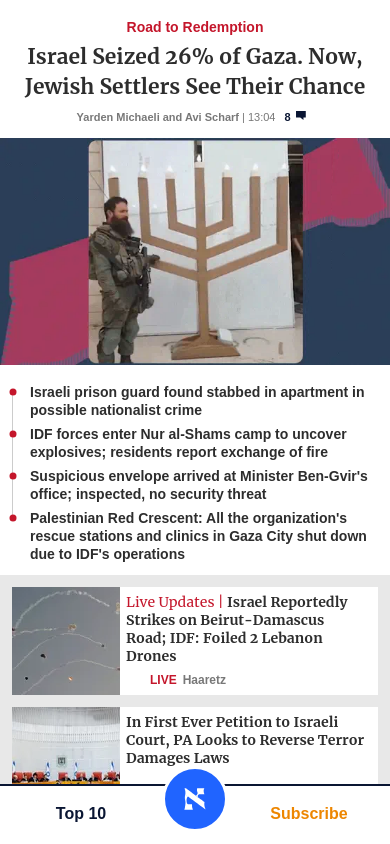 Road to Redemption
Israel Seized 26% of Gaza. Now,
Jewish Settlers See Their Chance
Yarden Michaeli and Avi Scharf | 13:04 8
Israeli prison guard found stabbed in apartment in
possible nationalist crime
IDF forces enter Nur al-Shams camp to uncover
explosives; residents report exchange of fire
Suspicious envelope arrived at Minister Ben-Gvir's
office; inspected, no security threat
Palestinian Red Crescent: All the organization's
rescue stations and clinics in Gaza City shut down
due to IDF's operations
Live Updates | Israel Reportedly
Strikes on Beirut-Damascus
Road; IDF: Foiled 2 Lebanon
Drones
LIVE Haaretz
In First Ever Petition to Israeli
Court, PA Looks to Reverse Terror
Damages Laws
Top 10
א
Subscribe